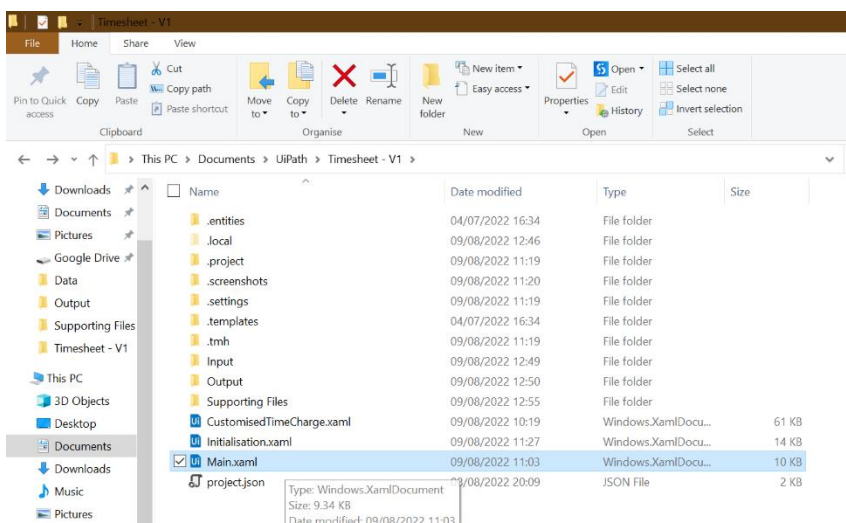 Timesheet - V1
File Home Share View
Pin to Quick access
Copy
Paste
Cut
Copy path
Paste shortcut
Clipboard
Move to
Copy to
Delete
Rename
Organise
New folder
New item
Easy access
New
Properties
Open
Edit
History
Open
Select all
Select none
Invert selection
Select
This PC > Documents > UiPath > Timesheet - V1 >
Downloads
Documents
Pictures
Google Drive
Data
Output
Supporting Files
Timesheet - V1
This PC
3D Objects
Desktop
Documents
Downloads
Music
Pictures
Name Date modified Type Size
.entities 04/07/2022 16:34 File folder
.local 09/08/2022 12:46 File folder
.project 09/08/2022 11:19 File folder
.screenshots 09/08/2022 11:20 File folder
.settings 09/08/2022 11:19 File folder
.templates 04/07/2022 16:34 File folder
.tmh 09/08/2022 11:19 File folder
Input 09/08/2022 12:49 File folder
Output 09/08/2022 12:50 File folder
Supporting Files 09/08/2022 12:55 File folder
CustomisedTimeCharge.xaml 09/08/2022 10:19 Windows.XamlDocu... 61 KB
Initialisation.xaml 09/08/2022 11:27 Windows.XamlDocu... 14 KB
Main.xaml 09/08/2022 11:03 Windows.XamlDocu... 10 KB
project.json /08/2022 20:09 JSON File 2 KB
Type: Windows.XamlDocument
Size: 9.34 KB
Date modified: 09/08/2022 11:03